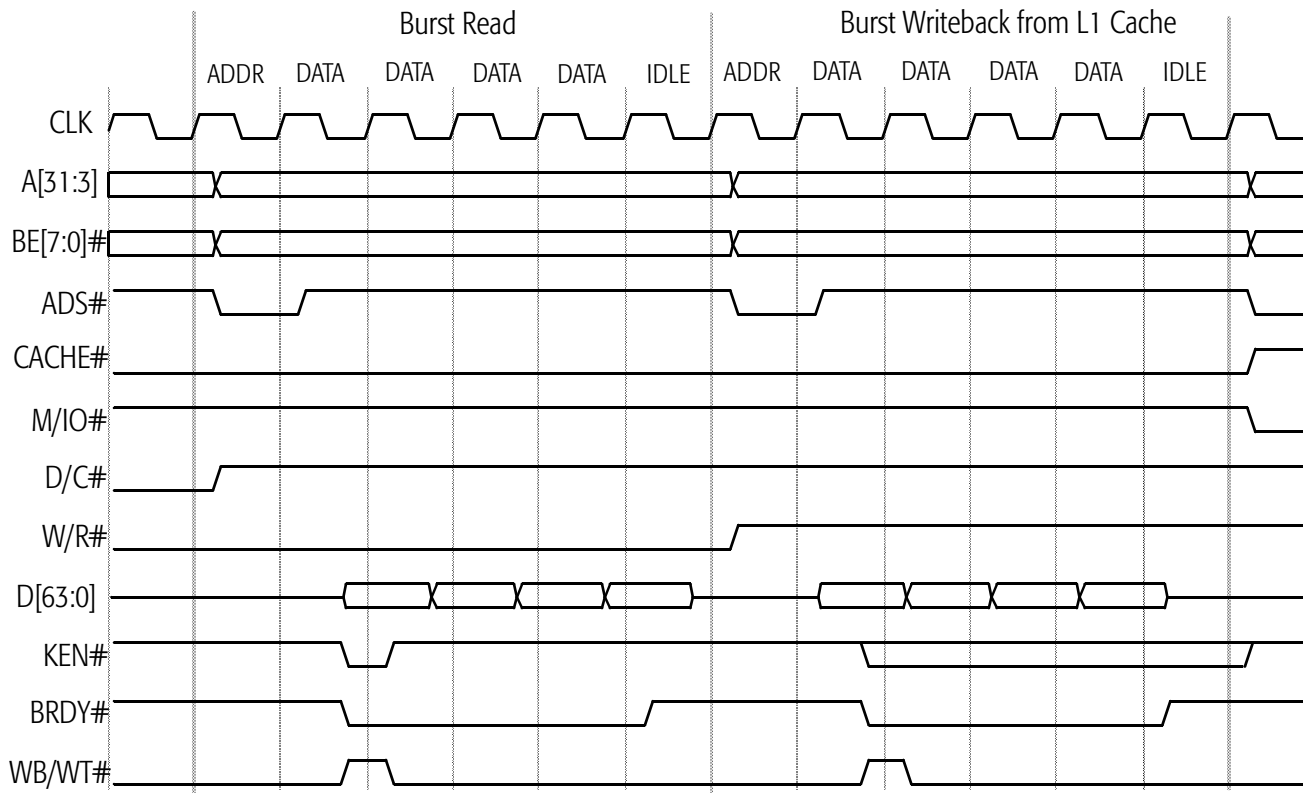 Burst Read Burst Writeback from L1 Cache
ADDR DATA DATA DATA DATA IDLE ADDR DATA DATA DATA DATA IDLE
CLK
A[31:3]
BE[7:0]#
ADS#
CACHE#
M/IO#
D/C#
W/R#
D[63:0]
KEN#
BRDY#
WB/WT#